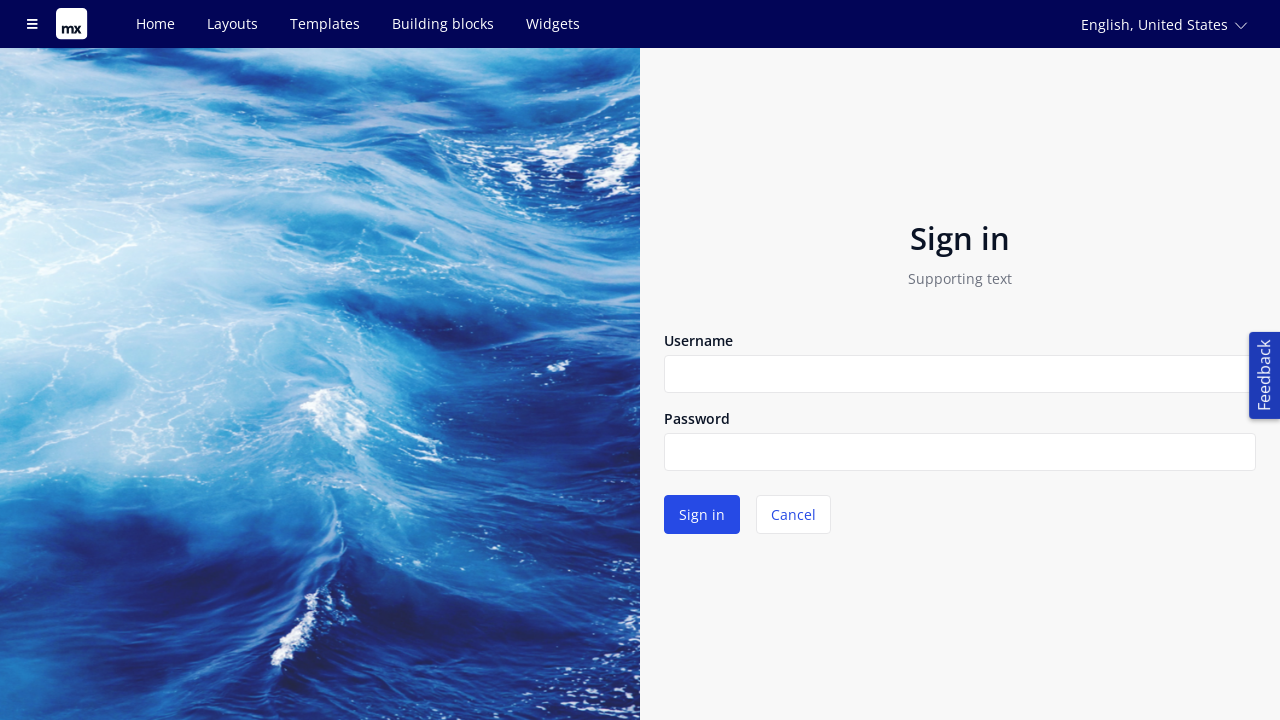 mx
Home
Layouts
Templates
Building blocks
Widgets
English, United States
Sign in
Supporting text
Username
Password
Sign in
Cancel
Feedback